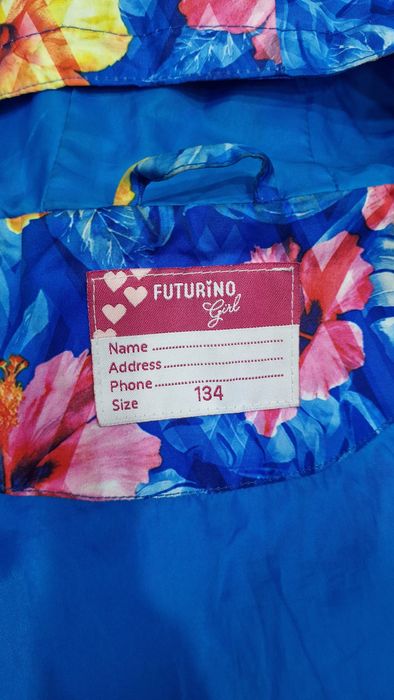 FUTURiNO
Girl
Name ........................
Address ........................
Phone ........................
Size 134